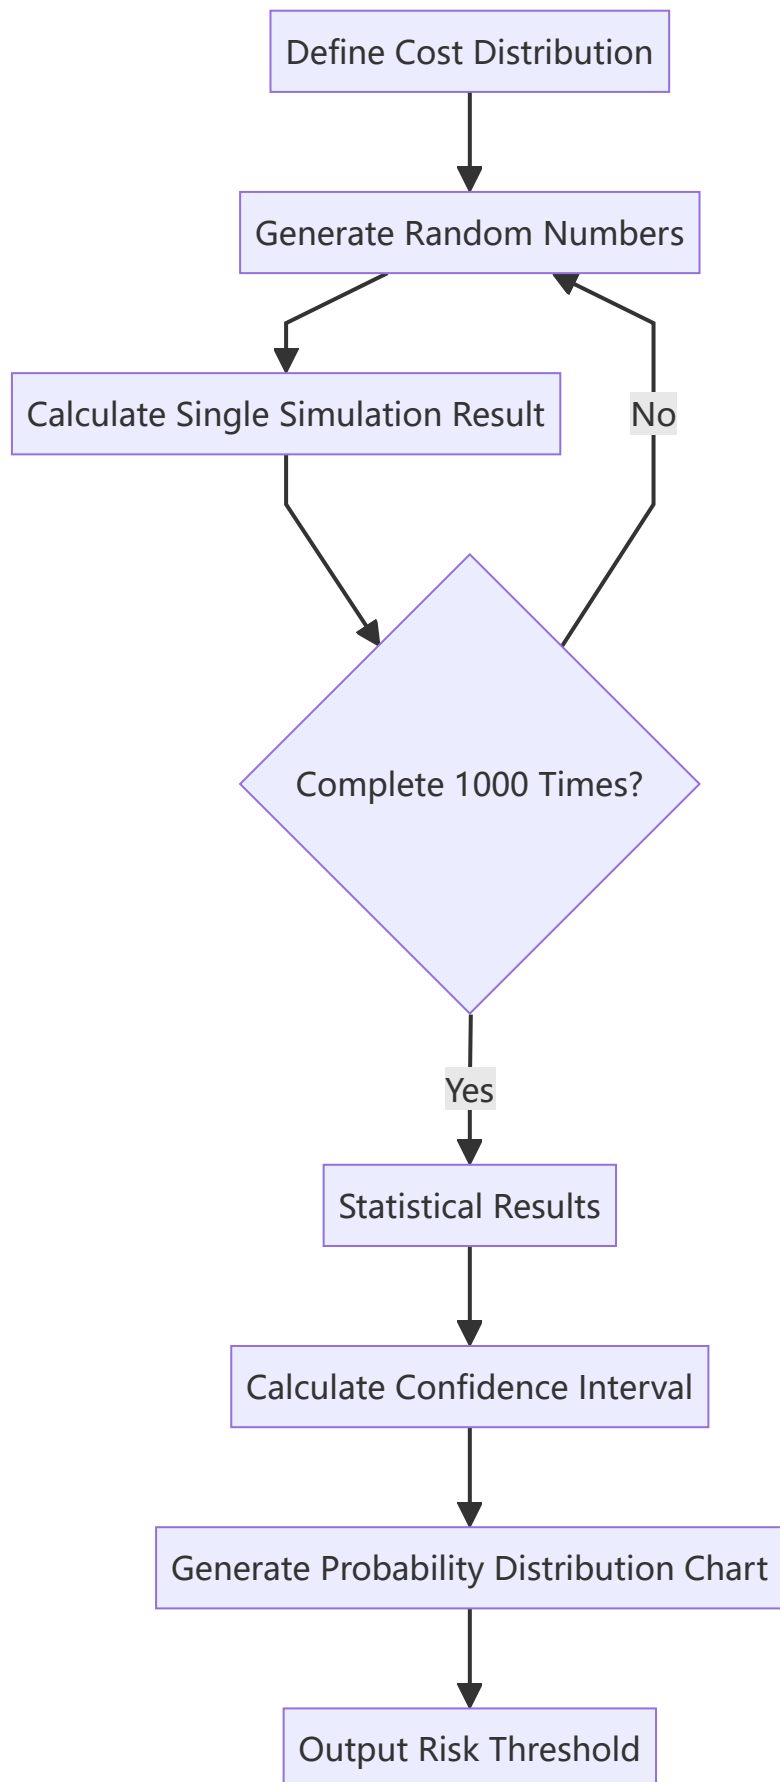 Define Cost Distribution
Generate Random Numbers
Calculate Single Simulation Result
No
Complete 1000 Times?
Yes
Statistical Results
Calculate Confidence Interval
Generate Probability Distribution Chart
Output Risk Threshold